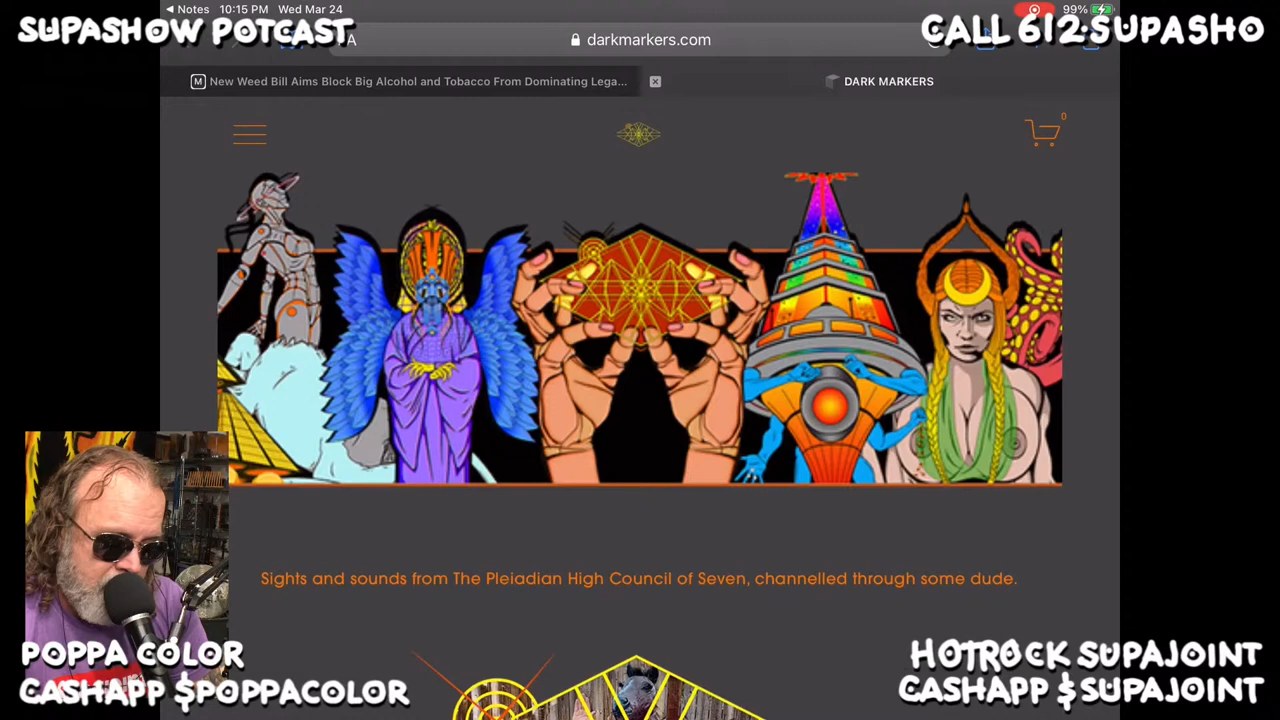 SUPASHOW POTCAST
CALL 612-SUPASHO
Notes 10:15 PM Wed Mar 24
99%
A
darkmarkers.com
M New Weed Bill Aims Block Big Alcohol and Tobacco From Dominating Lega...
DARK MARKERS
0
Sights and sounds from The Pleiadian High Council of Seven, channelled through some dude.
POPPA COLOR
CASHAPP $POPPACOLOR
HOTROCK SUPAJOINT
CASHAPP $SUPAJOINT